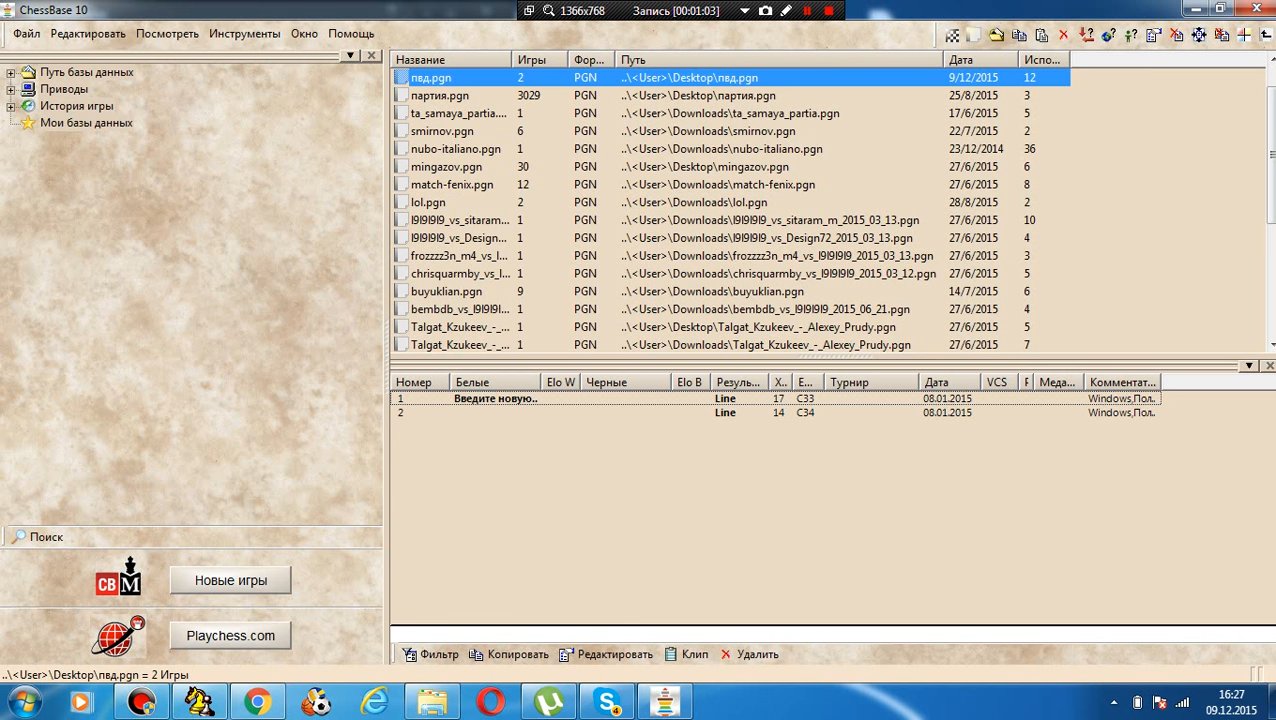 ChessBase 10
1366x768 Запись [00:01:03]
Файл Редактировать Посмотреть Инструменты Окно Помощь
Название Игры Фор... Путь Дата Испо...
Путь базы данных
Приводы
История игры
Мои базы данных
пвд.pgn 2 PGN ..\<User>\Desktop\пвд.pgn 9/12/2015 12
партия.pgn 3029 PGN ..\<User>\Desktop\партия.pgn 25/8/2015 3
ta_samaya_partia.... 1 PGN ..\<User>\Downloads\ta_samaya_partia.pgn 17/6/2015 5
smirnov.pgn 6 PGN ..\<User>\Downloads\smirnov.pgn 22/7/2015 2
nubo-italiano.pgn 1 PGN ..\<User>\Downloads\nubo-italiano.pgn 23/12/2014 36
mingazov.pgn 30 PGN ..\<User>\Desktop\mingazov.pgn 27/6/2015 6
match-fenix.pgn 12 PGN ..\<User>\Downloads\match-fenix.pgn 27/6/2015 8
lol.pgn 2 PGN ..\<User>\Downloads\lol.pgn 28/8/2015 2
l9l9l9l9_vs_sitaram... 1 PGN ..\<User>\Downloads\l9l9l9l9_vs_sitaram_m_2015_03_13.pgn 27/6/2015 10
l9l9l9l9_vs_Design... 1 PGN ..\<User>\Downloads\l9l9l9l9_vs_Design72_2015_03_13.pgn 27/6/2015 4
frozzzz3n_m4_vs_l... 1 PGN ..\<User>\Downloads\frozzzz3n_m4_vs_l9l9l9l9_2015_03_13.pgn 27/6/2015 3
chrisquarmby_vs_l... 1 PGN ..\<User>\Downloads\chrisquarmby_vs_l9l9l9l9_2015_03_12.pgn 27/6/2015 5
buyuklian.pgn 9 PGN ..\<User>\Downloads\buyuklian.pgn 14/7/2015 6
bembdb_vs_l9l9l9l... 1 PGN ..\<User>\Downloads\bembdb_vs_l9l9l9l9_2015_06_21.pgn 27/6/2015 4
Talgat_Kzukeev_-_... 1 PGN ..\<User>\Desktop\Talgat_Kzukeev_-_Alexey_Prudy.pgn 27/6/2015 5
Talgat_Kzukeev_-_... 1 PGN ..\<User>\Downloads\Talgat_Kzukeev_-_Alexey_Prudy.pgn 27/6/2015 7
Номер Белые Elo W Черные Elo B Резуль... Х.. E... Турнир Дата VCS Р Меда... Комментат...
1 Введите новую.. Line 17 C33 08.01.2015 Windows,Пол..
2 Line 14 C34 08.01.2015 Windows,Пол..
Поиск
CB M Новые игры
Playchess.com
Фильтр Копировать Редактировать Клип Удалить
..\<User>\Desktop\пвд.pgn = 2 Игры
4
16:27
09.12.2015